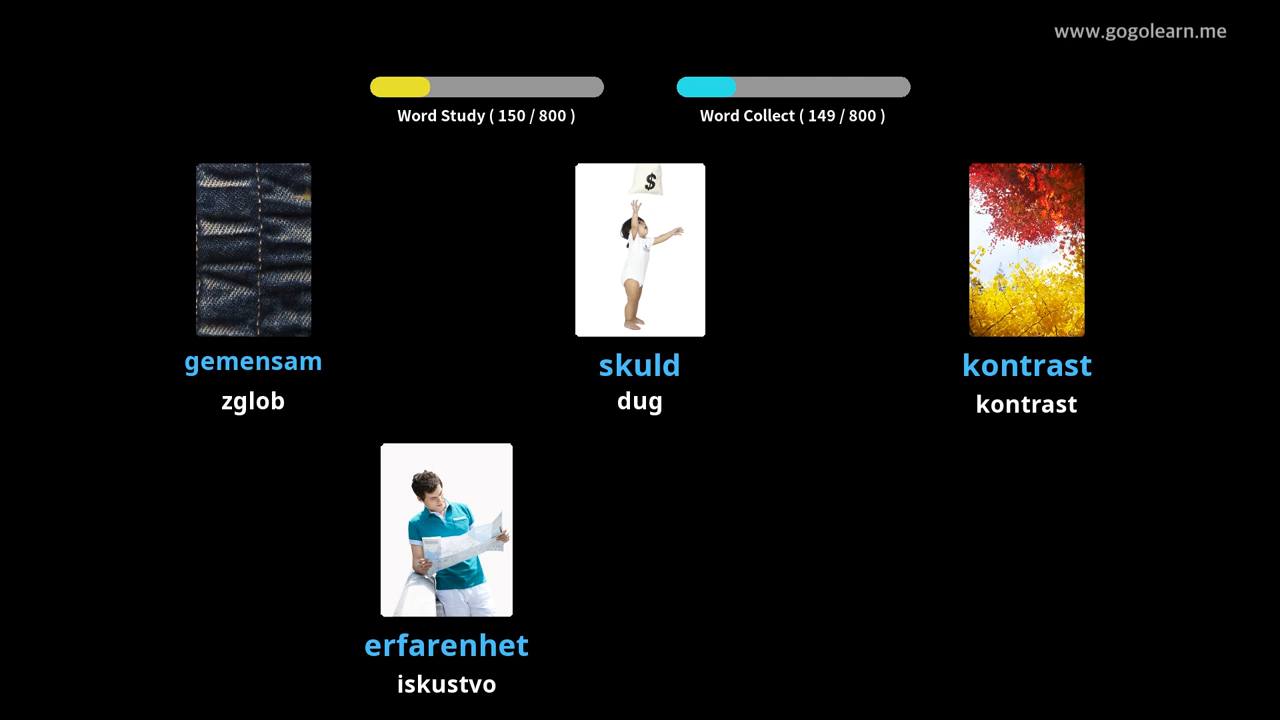 www.gogolearn.me
Word Study ( 150 / 800 )
Word Collect ( 149 / 800 )
$
gemensam
zglob
skuld
dug
kontrast
kontrast
erfarenhet
iskustvo